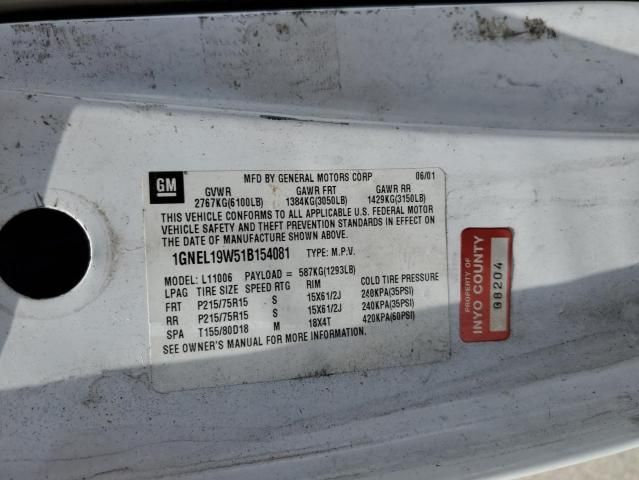 GM
MFD BY GENERAL MOTORS CORP 06/01
GVWR GAWR FRT GAWR RR
2767KG(6100LB) 1384KG(3050LB) 1429KG(3150LB)
THIS VEHICLE CONFORMS TO ALL APPLICABLE U.S. FEDERAL MOTOR
VEHICLE SAFETY AND THEFT PREVENTION STANDARDS IN EFFECT ON
THE DATE OF MANUFACTURE SHOWN ABOVE.
1GNEL19W51B154081 TYPE: M.P.V.
MODEL: L11006 PAYLOAD = 587KG(1293LB)
LPAG TIRE SIZE SPEED RTG RIM COLD TIRE PRESSURE
FRT P215/75R15 S 15X61/2J 240KPA(35PSI)
RR P215/75R15 S 15X61/2J 240KPA(35PSI)
SPA T155/80D18 M 18X4T 420KPA(60PSI)
SEE OWNER'S MANUAL FOR MORE INFORMATION.
PROPERTY OF
INYO COUNTY
08204